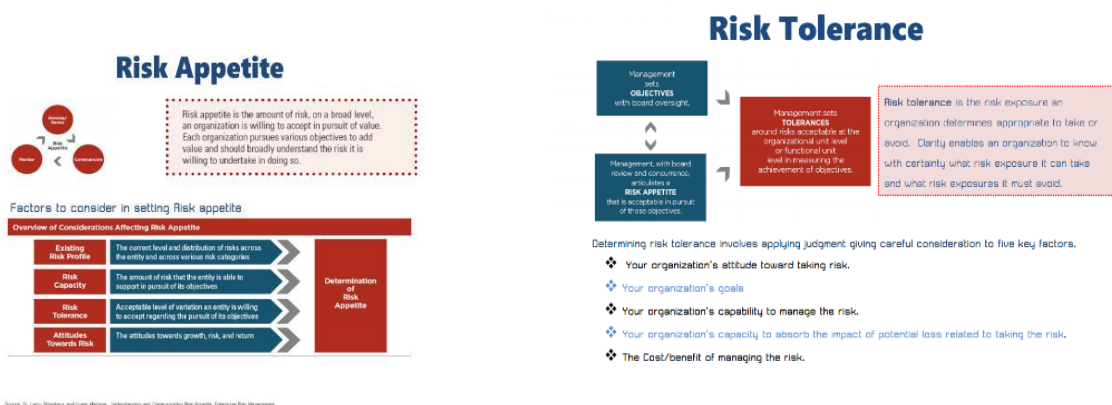 Risk Appetite
Develop/
Revise
Risk
Appetite
Monitor
Communicate
Risk appetite is the amount of risk, on a broad level,
an organization is willing to accept in pursuit of value.
Each organization pursues various objectives to add
value and should broadly understand the risk it is
willing to undertake in doing so.
Factors to consider in setting Risk appetite
Overview of Considerations Affecting Risk Appetite
Existing
Risk Profile
The current level and distribution of risks across
the entity and across various risk categories
Risk
Capacity
The amount of risk that the entity is able to
support in pursuit of its objectives
Risk
Tolerance
Acceptable level of variation an entity is willing
to accept regarding the pursuit of its objectives
Attitudes
Towards Risk
The attitudes towards growth, risk, and return
Determination
of
Risk
Appetite
Risk Tolerance
Management
sets
OBJECTIVES
with board oversight.
Management, with board
review and concurrence,
articulates a
RISK APPETITE
that is acceptable in pursuit
of those objectives.
Management sets
TOLERANCES
around risks acceptable at the
organizational unit level
or functional unit
level in measuring the
achievement of objectives.
Risk tolerance is the risk exposure an
organization determines appropriate to take or
avoid. Clarity enables an organization to know
with certainty what risk exposure it can take
and what risk exposures it must avoid.
Determining risk tolerance involves applying judgment giving careful consideration to five key factors.
❖ Your organization's attitude toward taking risk.
❖ Your organization's goals
❖ Your organization's capability to manage the risk.
❖ Your organization's capacity to absorb the impact of potential loss related to taking the risk.
❖ The Cost/benefit of managing the risk.